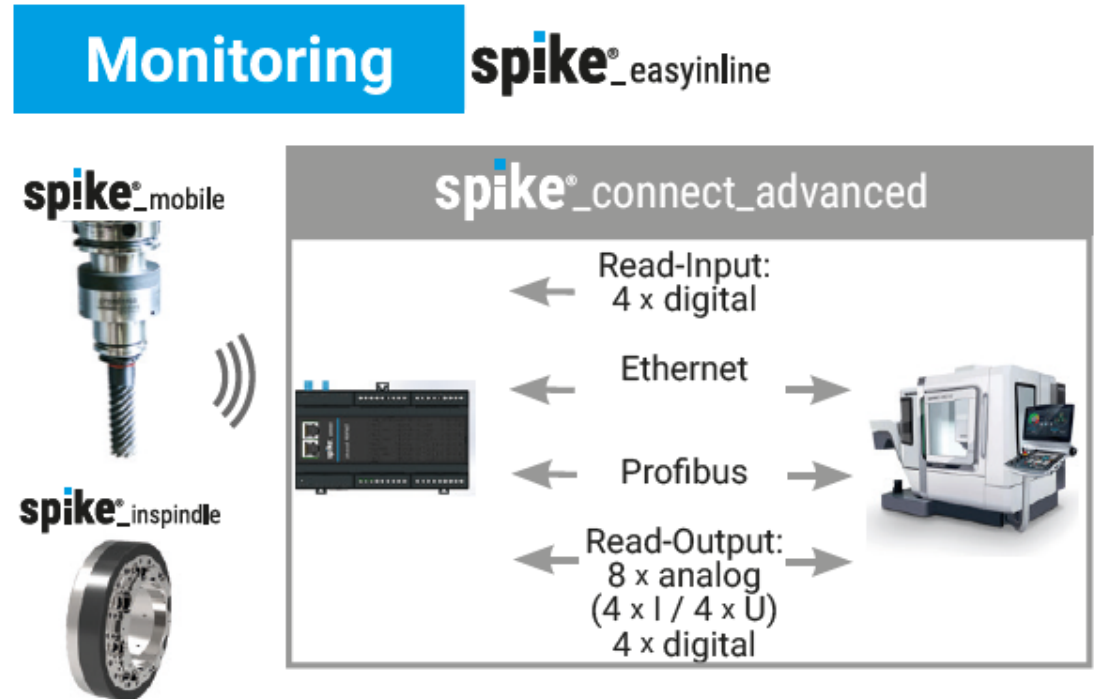 Monitoring
spike®_easyinline
spike®_mobile
spike®_connect_advanced
Read-Input:
4 x digital
Ethernet
Profibus
Read-Output:
8 x analog
(4 x I / 4 x U)
4 x digital
spike®_inspindle
spike